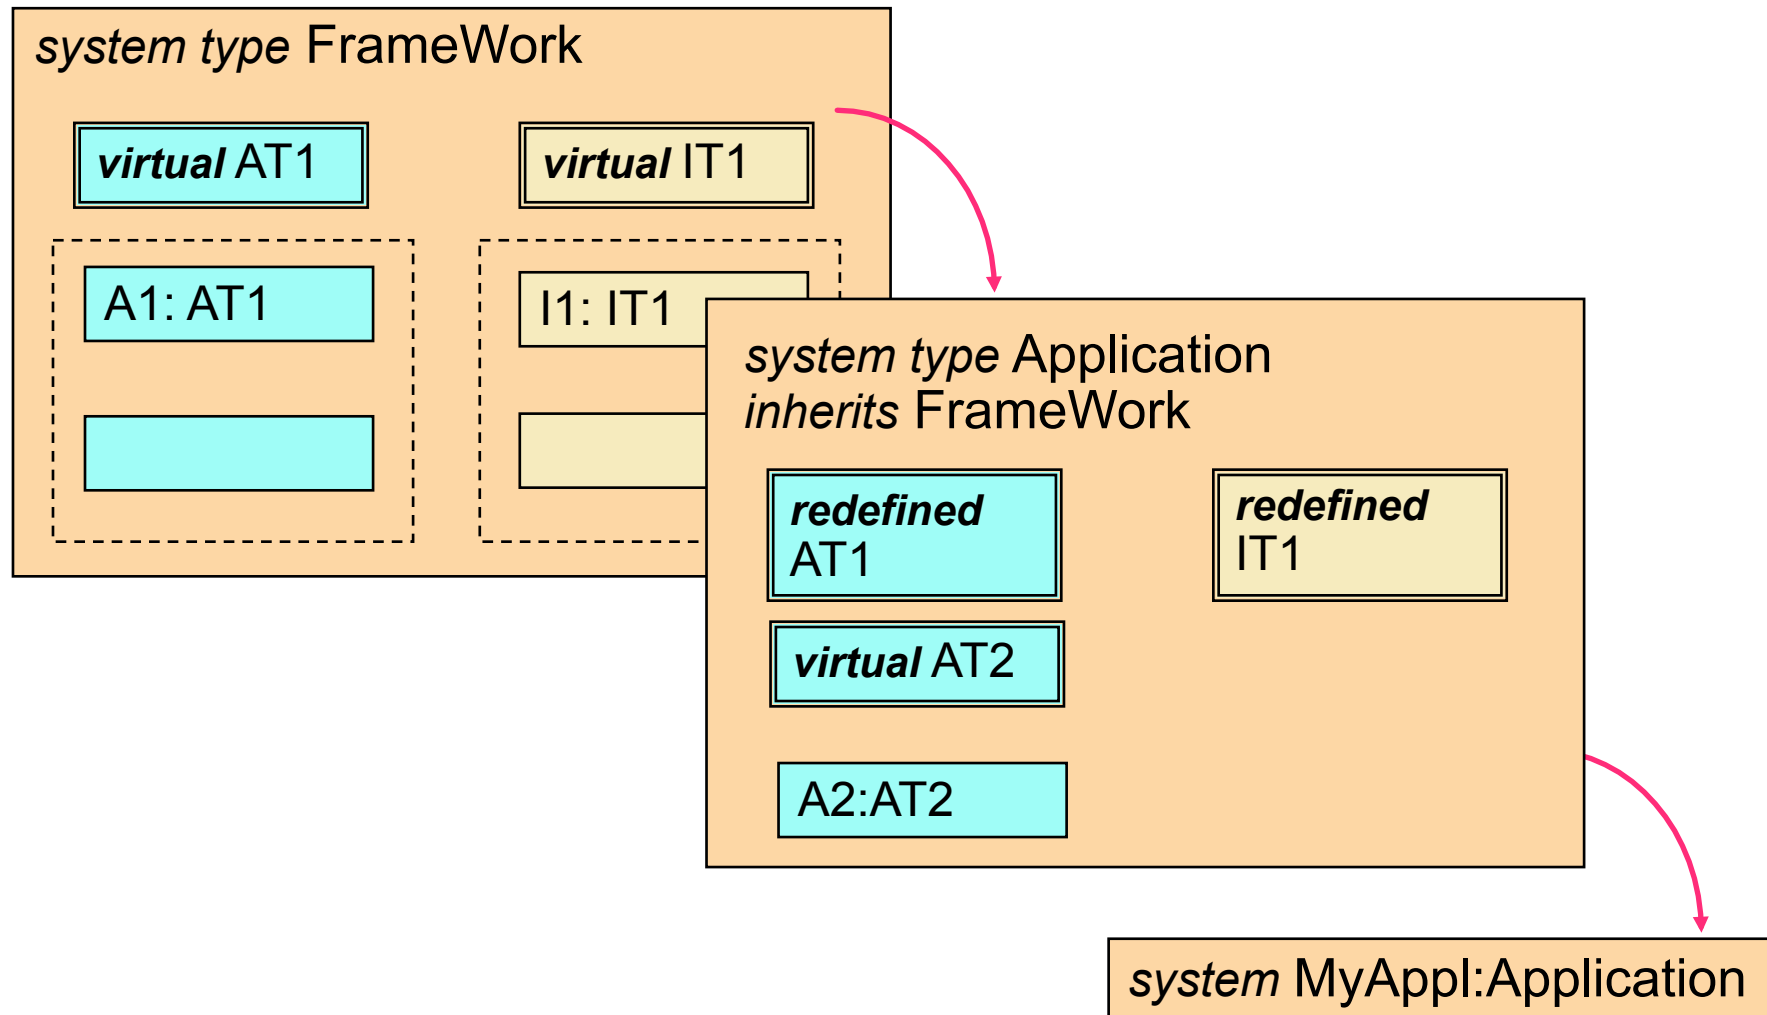 system type FrameWork
virtual AT1
virtual IT1
A1: AT1
I1: IT1
system type Application
inherits FrameWork
redefined
AT1
redefined
IT1
virtual AT2
A2:AT2
system MyAppl:Application